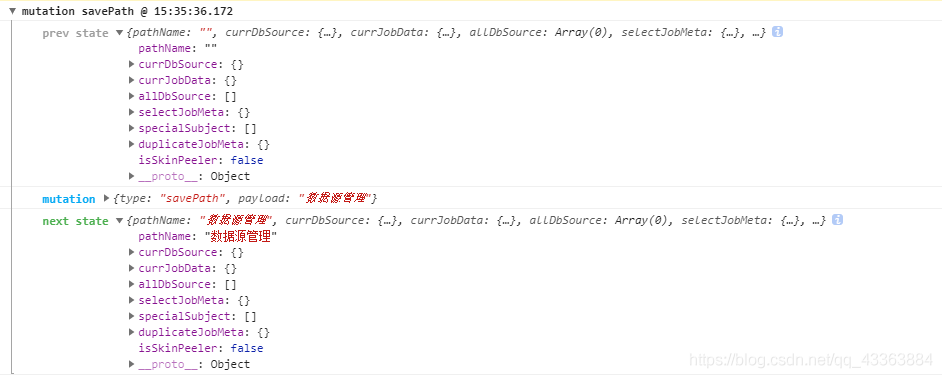 mutation savePath @ 15:35:36.172
prev state {pathName: "", currDbSource: {…}, currJobData: {…}, allDbSource: Array(0), selectJobMeta: {…}, …} i
pathName: ""
currDbSource: {}
currJobData: {}
allDbSource: []
selectJobMeta: {}
specialSubject: []
duplicateJobMeta: {}
isSkinPeeler: false
__proto__: Object
mutation {type: "savePath", payload: "数据源管理"}
next state {pathName: "数据源管理", currDbSource: {…}, currJobData: {…}, allDbSource: Array(0), selectJobMeta: {…}, …} i
pathName: "数据源管理"
currDbSource: {}
currJobData: {}
allDbSource: []
selectJobMeta: {}
specialSubject: []
duplicateJobMeta: {}
isSkinPeeler: false
__proto__: Object
https://blog.csdn.net/qq_43363884